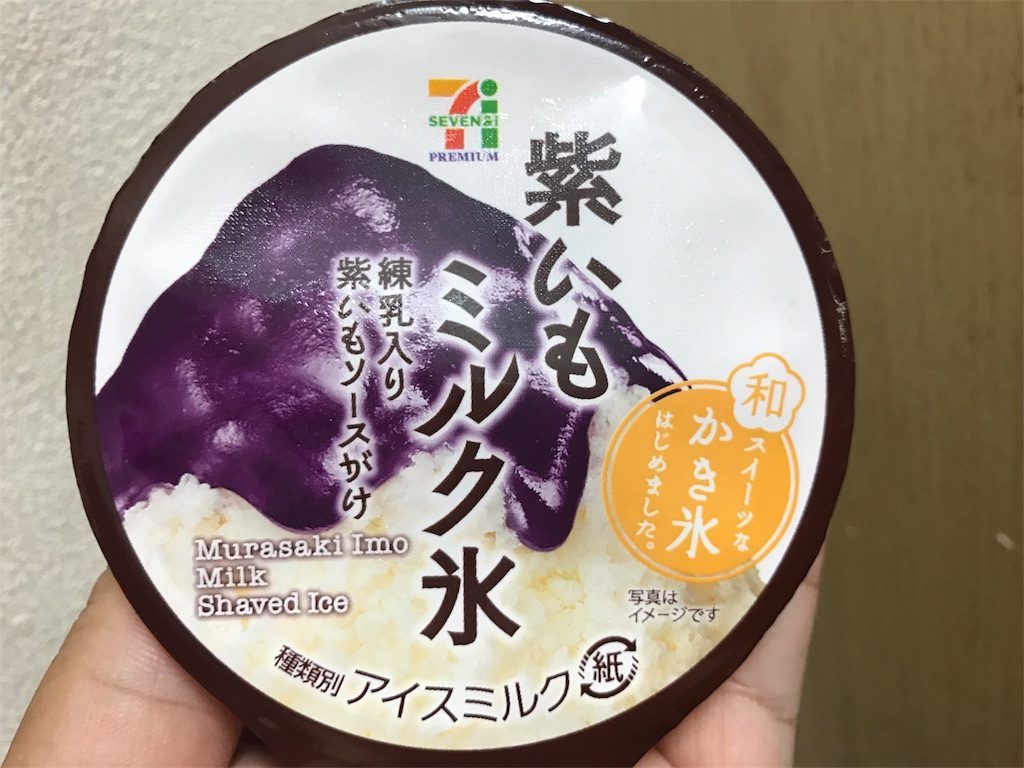 7i
SEVEN&i
PREMIUM
紫いも
ミルク氷
練乳入り
紫いもソースがけ
和
スイーツな
かき氷
はじめました。
Murasaki Imo
Milk
Shaved Ice
写真は
イメージです
種類別 アイスミルク
紙